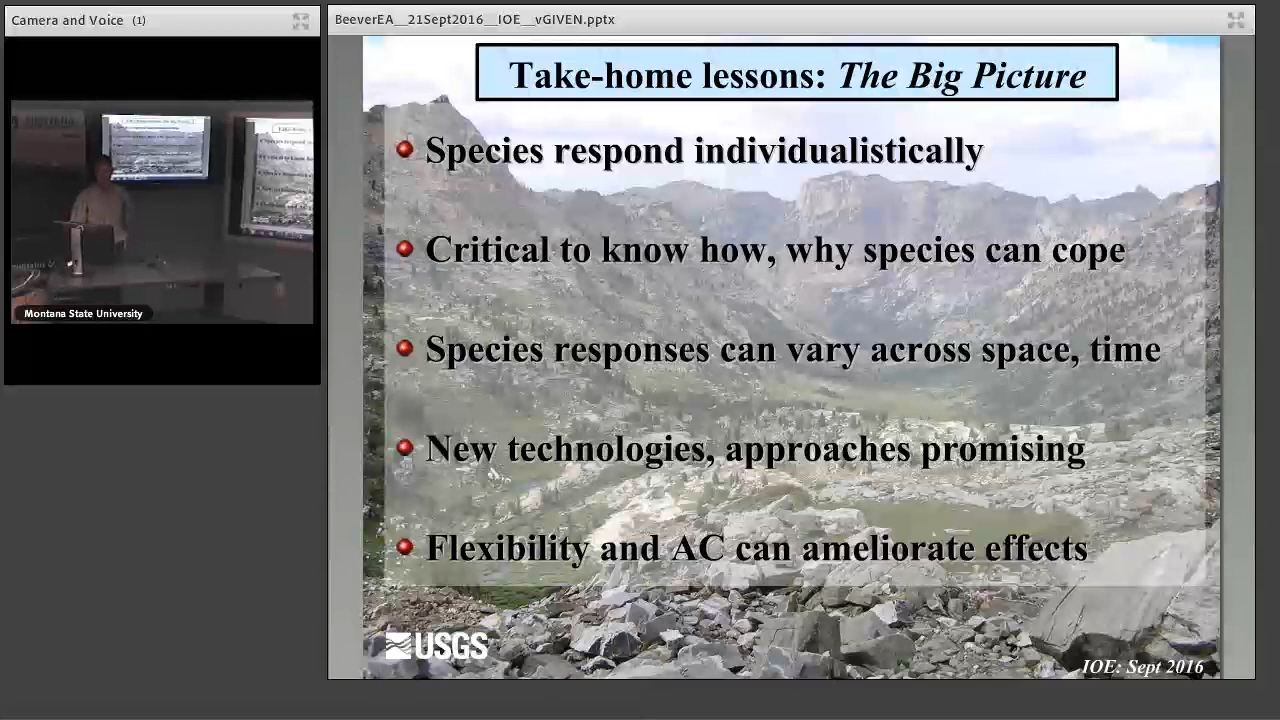 Camera and Voice (1)
BeeverEA__21Sept2016__IOE__vGIVEN.pptx
Take-home lessons: The Big Picture
Species respond individualistically
Critical to know how, why species can cope
Species responses can vary across space, time
New technologies, approaches promising
Flexibility and AC can ameliorate effects
Montana State University
USGS
IOE: Sept 2016